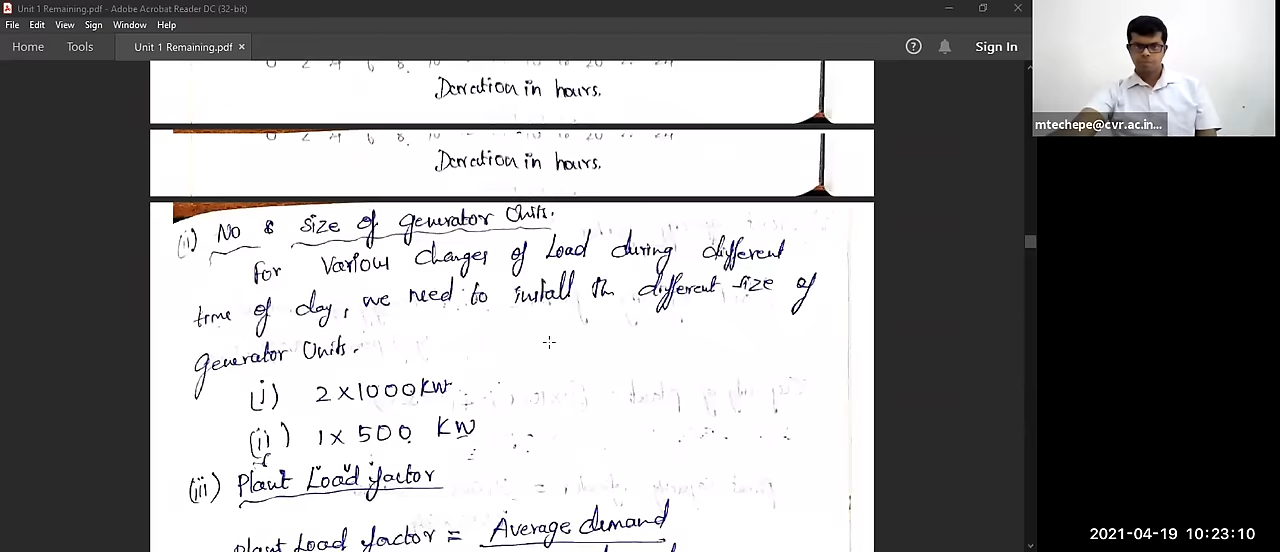 Unit 1 Remaining.pdf - Adobe Acrobat Reader DC (32-bit)
File Edit View Sign Window Help
Home Tools Unit 1 Remaining.pdf × Sign In
mtechepe@cvr.ac.in...
Duration in hours.
Duration in hours.
(ii) No & Size of generator Units.
For Various Changes of Load during different
time of day, we need to install the different size of
generator Units.
(i) 2 × 1000 KW
(ii) 1 × 500 KW
(iii) Plant Load factor
Plant Load factor = Average demand
2021-04-19 10:23:10